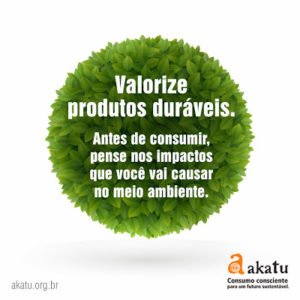 Valorize
produtos duráveis.
Antes de consumir,
pense nos impactos
que você vai causar
no meio ambiente.
akatu
Consumo consciente
para um futuro sustentável.
akatu.org.br